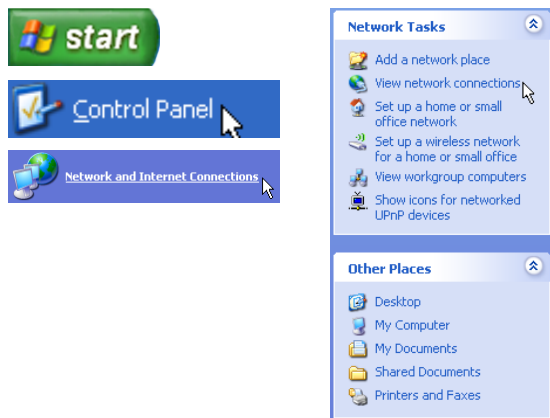 start
Control Panel
Network and Internet Connections
Network Tasks
Add a network place
View network connections
Set up a home or small
office network
Set up a wireless network
for a home or small office
View workgroup computers
Show icons for networked
UPnP devices
Other Places
Desktop
My Computer
My Documents
Shared Documents
Printers and Faxes